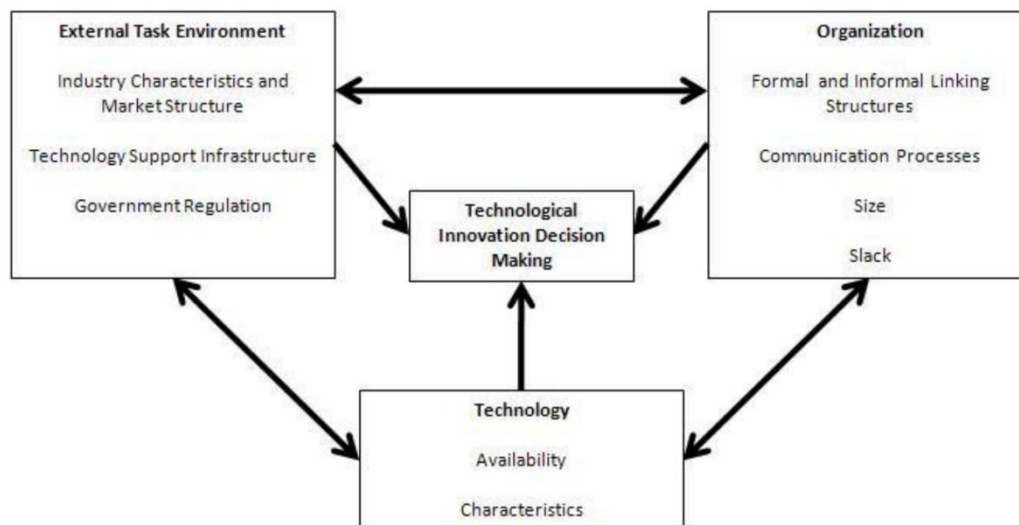 External Task Environment
Industry Characteristics and
Market Structure
Technology Support Infrastructure
Government Regulation
Organization
Formal and Informal Linking
Structures
Communication Processes
Size
Slack
Technological
Innovation Decision
Making
Technology
Availability
Characteristics